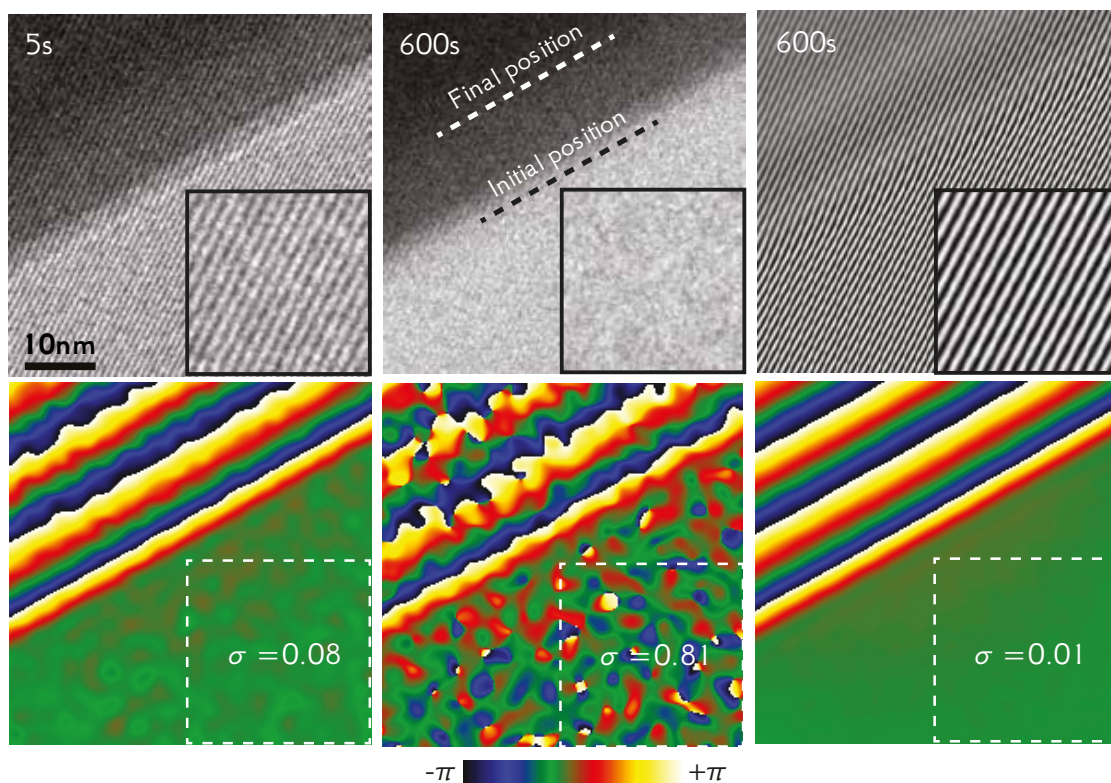 5s
600s
600s
Final position
Initial position
10nm
σ =0.08
σ =0.81
σ =0.01
-π
+π